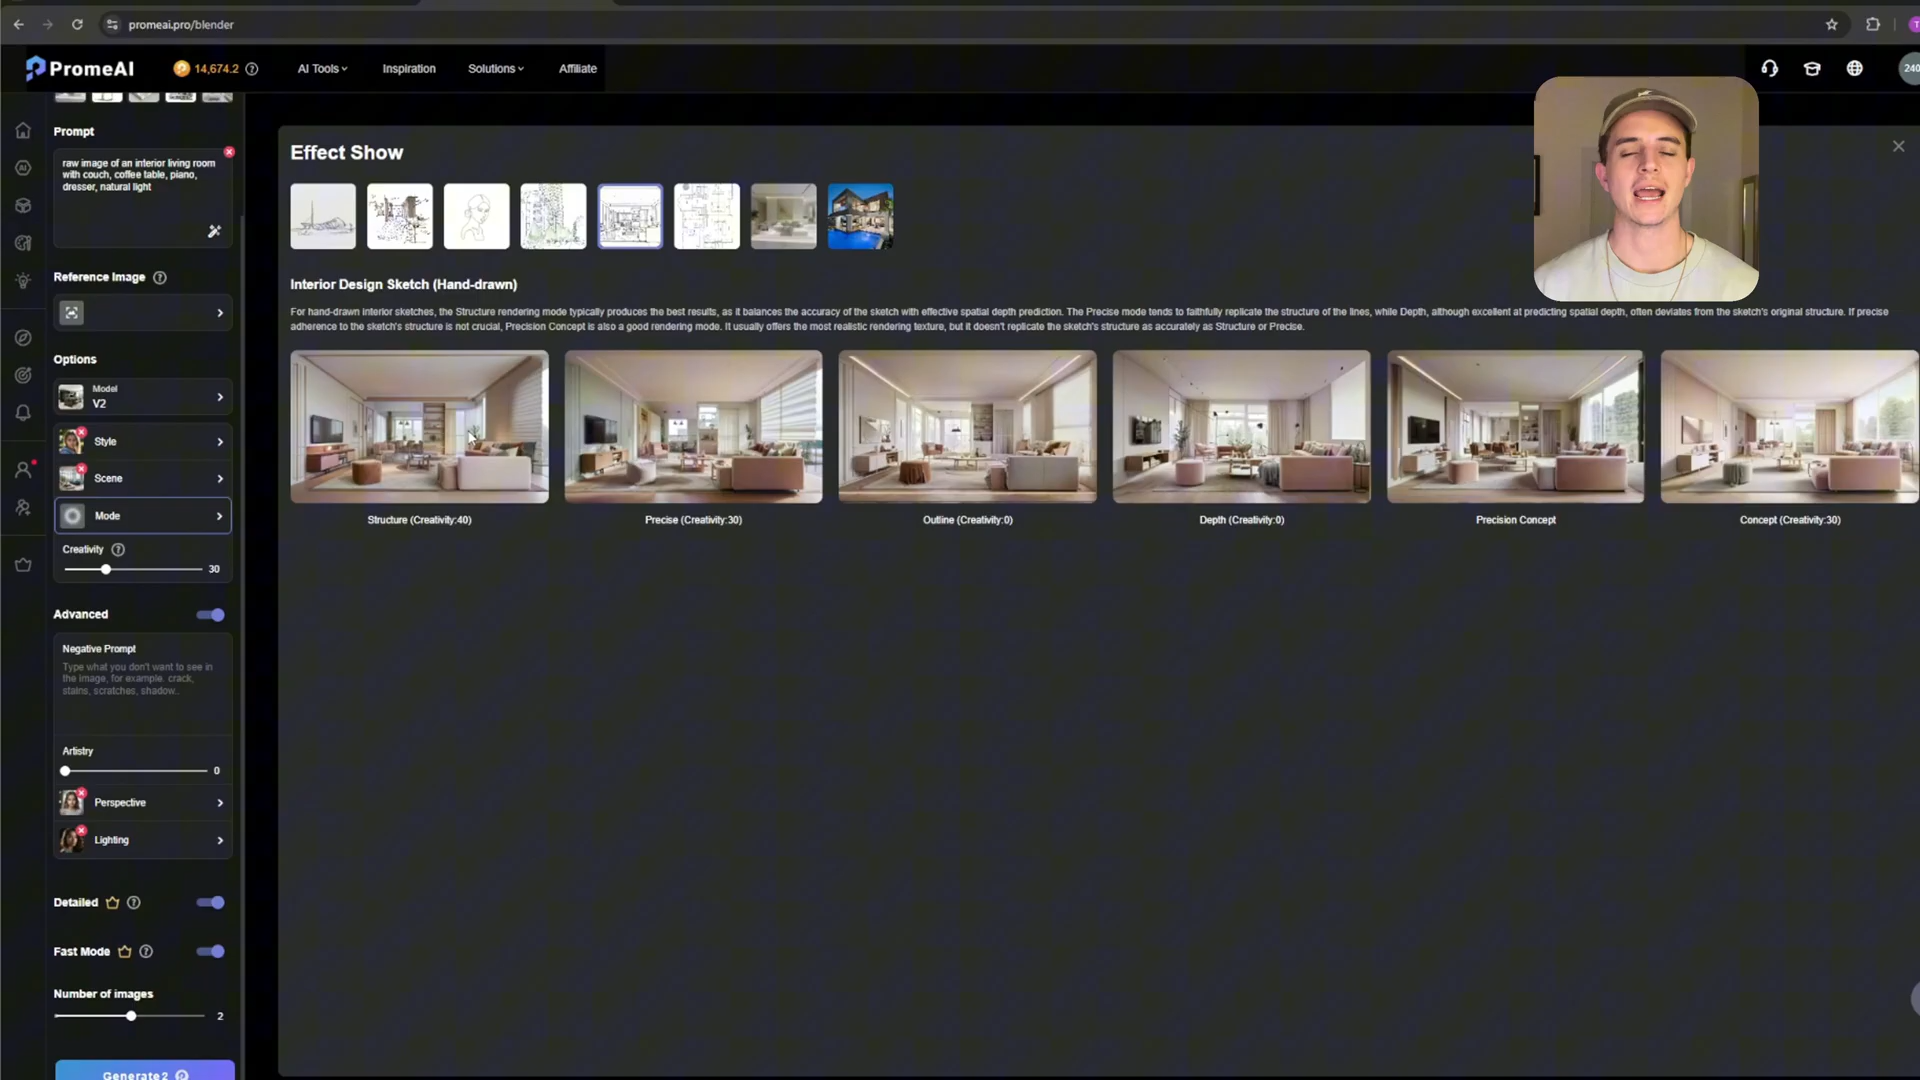 promeai.pro/blender
PromeAI
14,674.2
AI Tools
Inspiration
Solutions
Affiliate
240
Prompt
raw image of an interior living room
with couch, coffee table, piano,
dresser, natural light
Reference Image
Options
Model
V2
Style
Scene
Mode
Creativity
30
Advanced
Negative Prompt
Type what you don't want to see in
the image, for example. crack,
stains, scratches, shadow..
Artistry
0
Perspective
Lighting
Detailed
Fast Mode
Number of images
2
Generate2
Effect Show
Interior Design Sketch (Hand-drawn)
For hand-drawn interior sketches, the Structure rendering mode typically produces the best results, as it balances the accuracy of the sketch with effective spatial depth prediction. The Precise mode tends to faithfully replicate the structure of the lines, while Depth, although excellent at predicting spatial depth, often deviates from the sketch's original structure. If precise
adherence to the sketch's structure is not crucial, Precision Concept is also a good rendering mode. It usually offers the most realistic rendering texture, but it doesn't replicate the sketch's structure as accurately as Structure or Precise.
Structure (Creativity:40)
Precise (Creativity:30)
Outline (Creativity:0)
Depth (Creativity:0)
Precision Concept
Concept (Creativity:30)